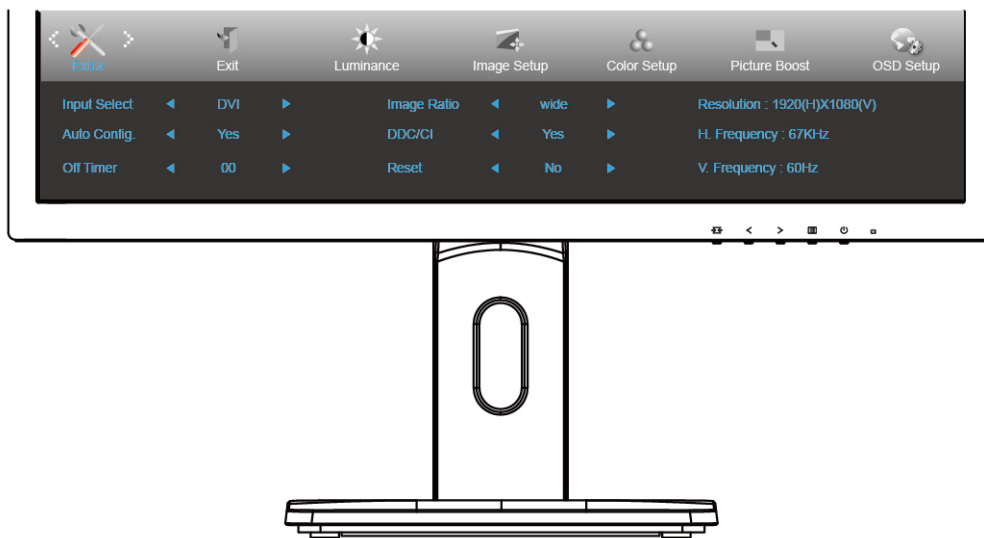 Extra Exit Luminance Image Setup Color Setup Picture Boost OSD Setup
Input Select DVI Image Ratio wide Resolution : 1920(H)X1080(V)
Auto Config. Yes DDC/CI Yes H. Frequency : 67KHz
Off Timer 00 Reset No V. Frequency : 60Hz